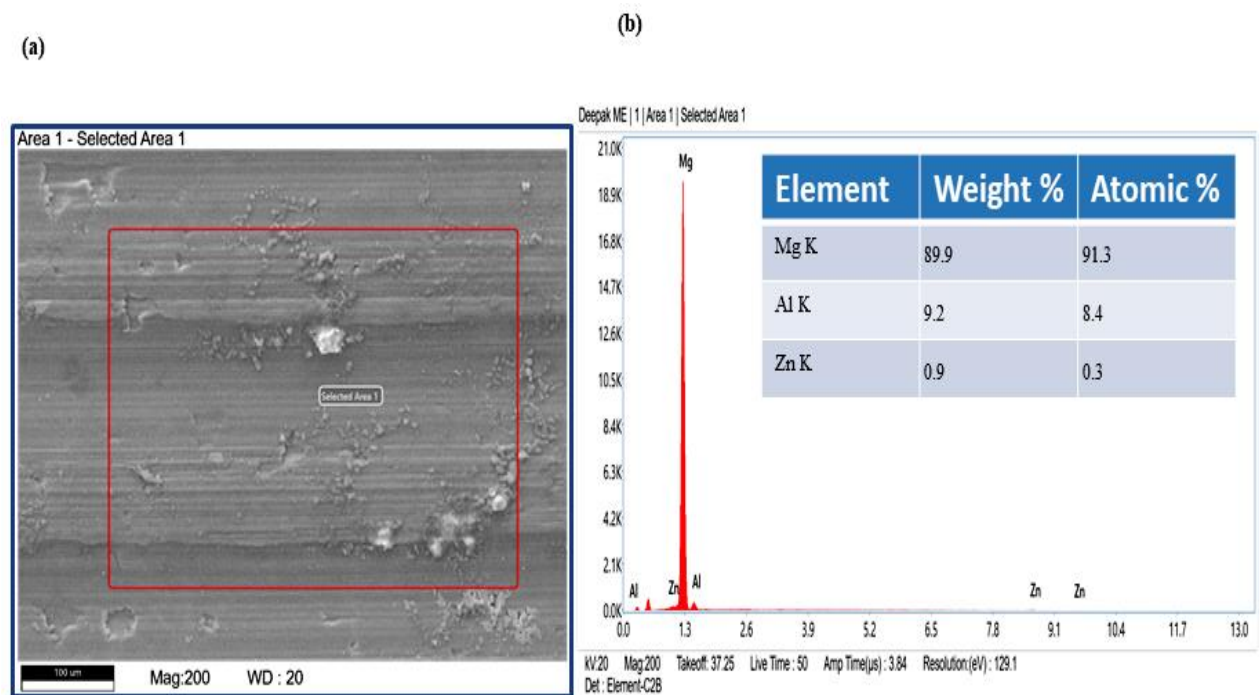 (a)
(b)
Area 1 - Selected Area 1
Selected Area 1
100 um
Mag:200 WD : 20
Deepak ME | 1 | Area 1 | Selected Area 1
21.0K
18.9K
16.8K
14.7K
12.6K
10.5K
8.4K
6.3K
4.2K
2.1K
0.0K
Mg
Al
Zn
Al
Zn
Zn
Element Weight % Atomic %
Mg K 89.9 91.3
Al K 9.2 8.4
Zn K 0.9 0.3
0.0 1.3 2.6 3.9 5.2 6.5 7.8 9.1 10.4 11.7 13.0
kV:20 Mag:200 Takeoff: 37.25 Live Time : 50 Amp Time(µs) : 3.84 Resolution:(eV) : 129.1
Det : Element-C2B